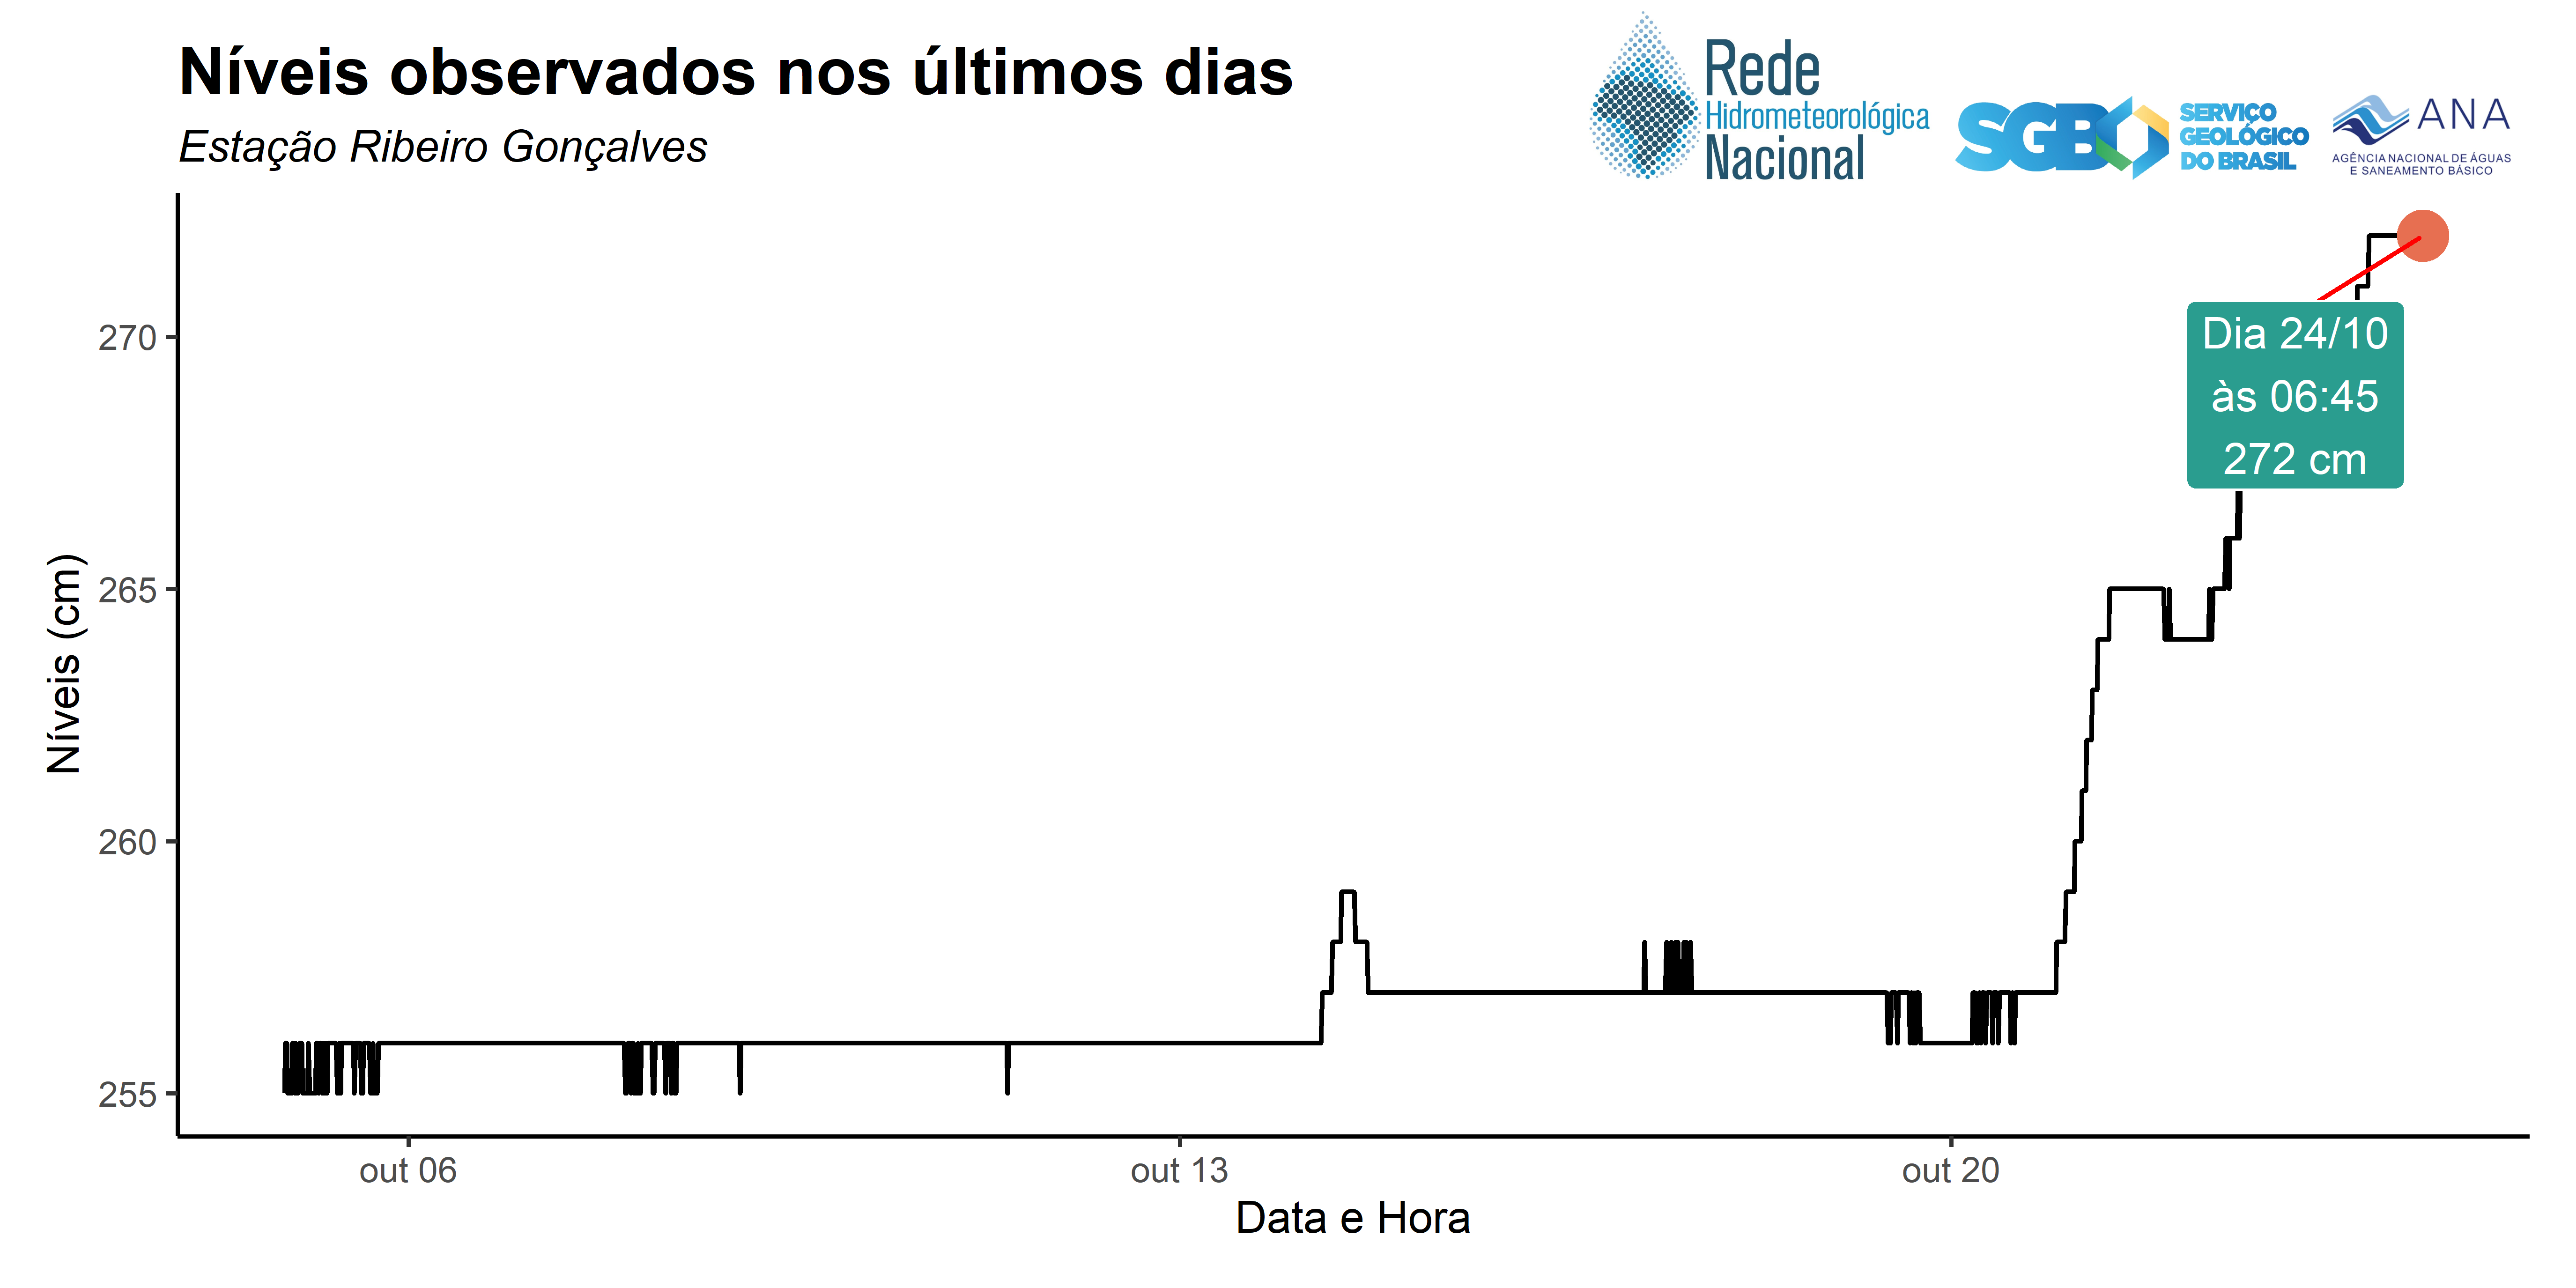 Níveis observados nos últimos dias
Estação Ribeiro Gonçalves
Rede
Hidrometeorológica
Nacional
SGB
SERVIÇO
GEOLÓGICO
DO BRASIL
ANA
AGÊNCIA NACIONAL DE ÁGUAS
E SANEAMENTO BÁSICO
Níveis (cm)
270
265
260
255
Dia 24/10
às 06:45
272 cm
out 06
out 13
out 20
Data e Hora